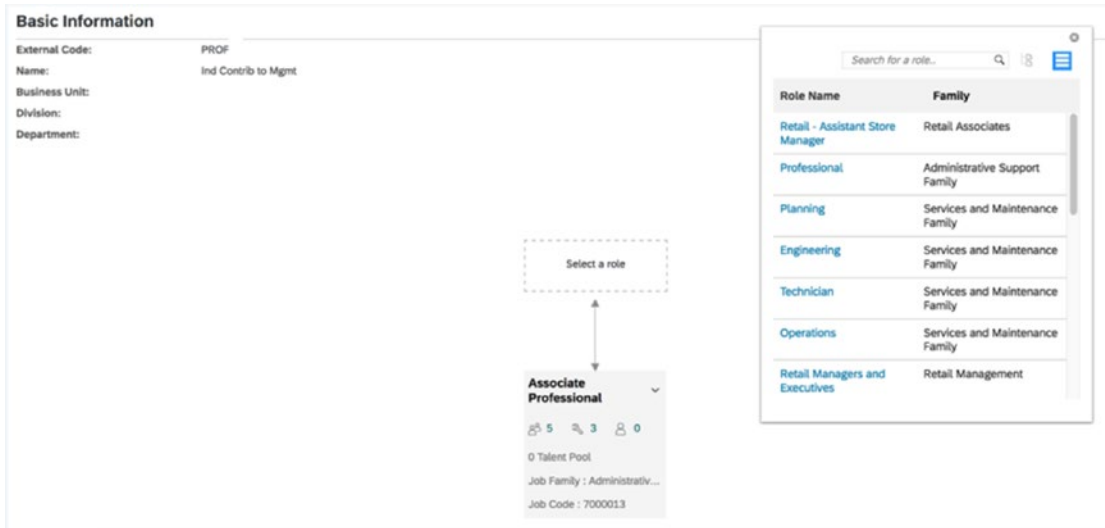 Basic Information
External Code: PROF
Name: Ind Contrib to Mgmt
Business Unit:
Division:
Department:
Search for a role..
Role Name Family
Retail - Assistant Store Retail Associates
Manager
Professional Administrative Support
Family
Planning Services and Maintenance
Family
Engineering Services and Maintenance
Family
Technician Services and Maintenance
Family
Operations Services and Maintenance
Family
Retail Managers and Retail Management
Executives
Select a role
Associate
Professional
5 3 0
0 Talent Pool
Job Family : Administrativ...
Job Code : 7000013